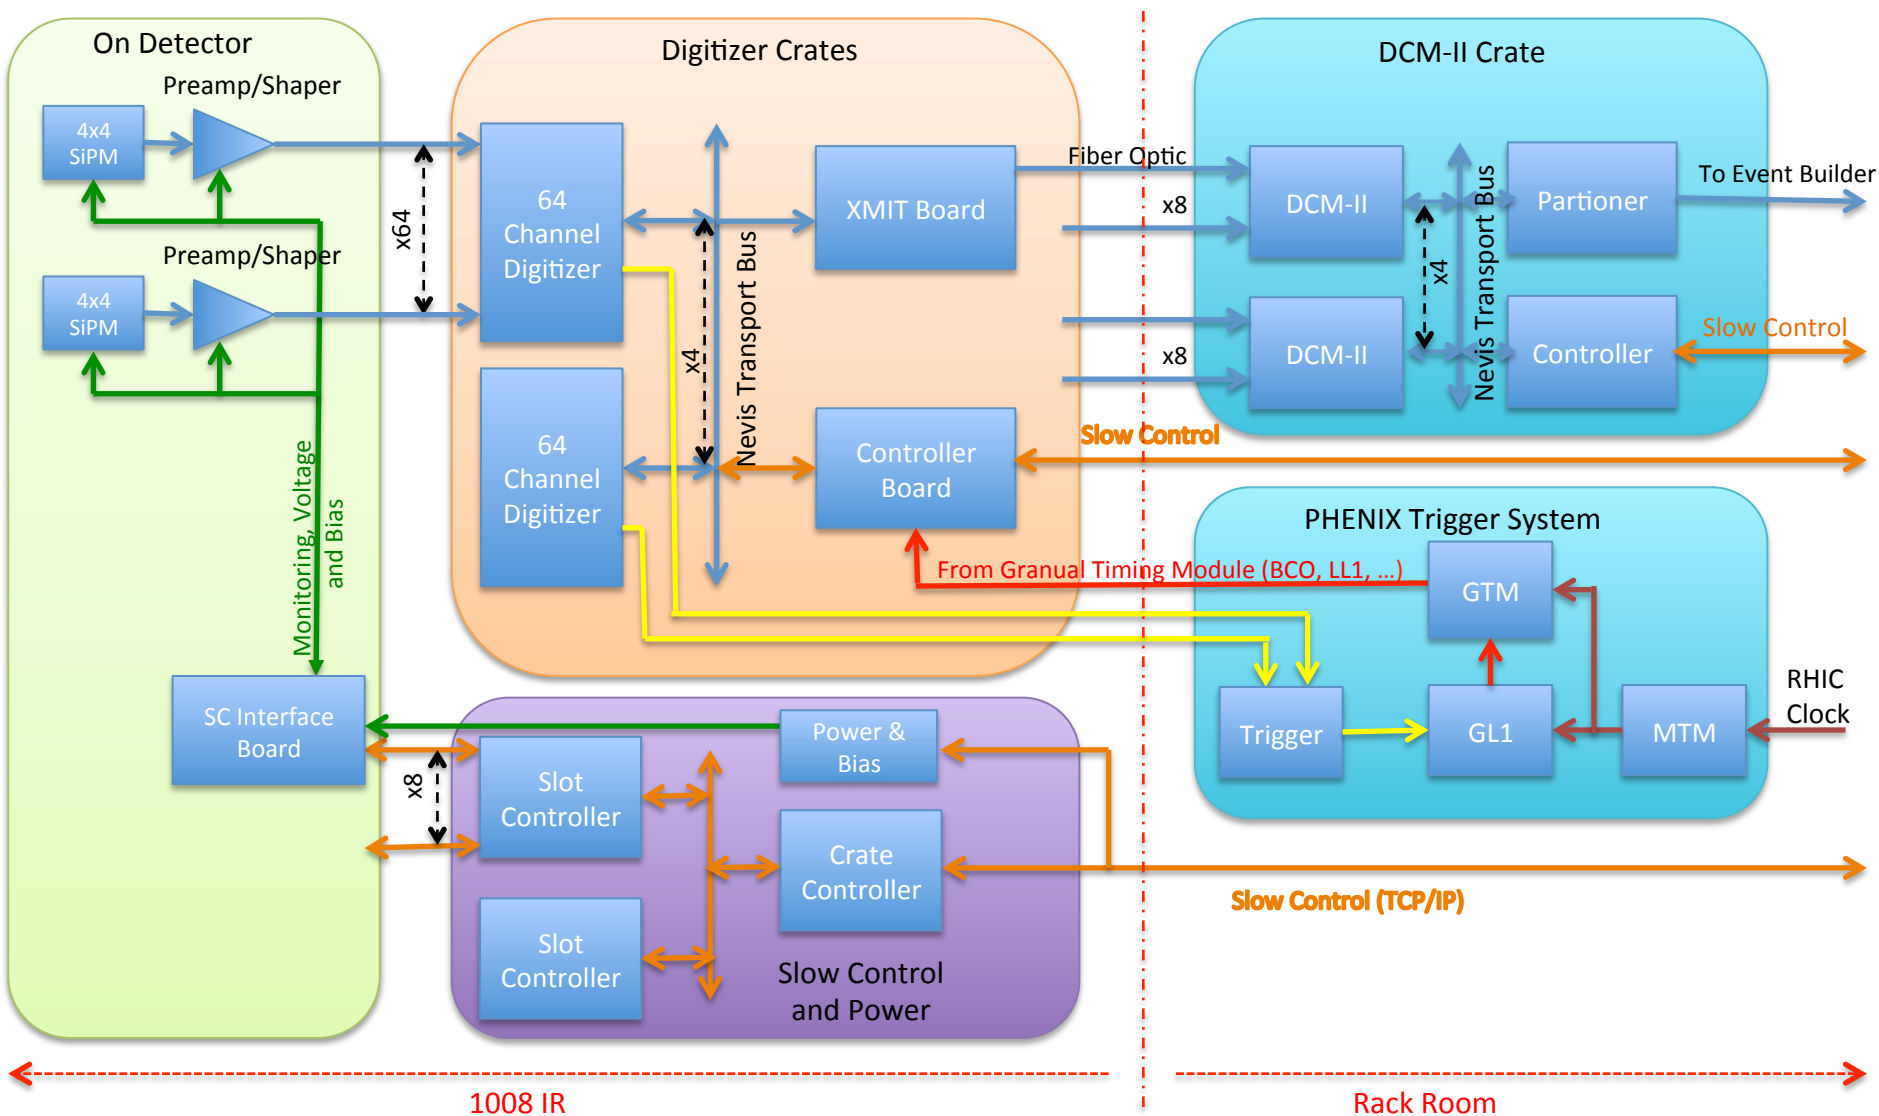 On Detector
Preamp/Shaper
4x4
SiPM
Preamp/Shaper
4x4
SiPM
x64
Monitoring, Voltage
and Bias
SC Interface
Board
x8
Digitizer Crates
64
Channel
Digitizer
64
Channel
Digitizer
x4
Nevis Transport Bus
XMIT Board
Controller
Board
Fiber Optic
x8
x8
DCM-II Crate
DCM-II
DCM-II
x4
Nevis Transport Bus
Partioner
Controller
To Event Builder
Slow Control
Slow Control
PHENIX Trigger System
From Granual Timing Module (BCO, LL1, ...)
GTM
Trigger
GL1
MTM
RHIC
Clock
Power &
Bias
Slot
Controller
Crate
Controller
Slot
Controller
Slow Control
and Power
Slow Control (TCP/IP)
1008 IR
Rack Room